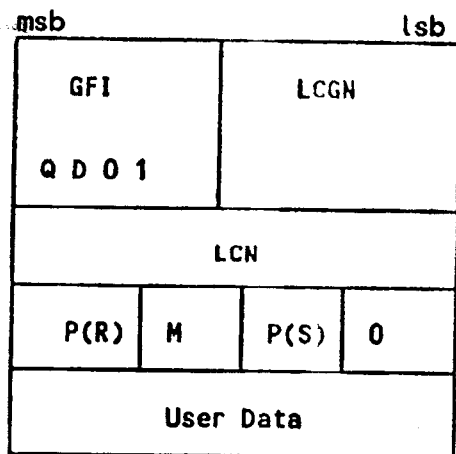 msb lsb
GFI LCGN
Q D 0 1
LCN
P(R) M P(S) 0
User Data